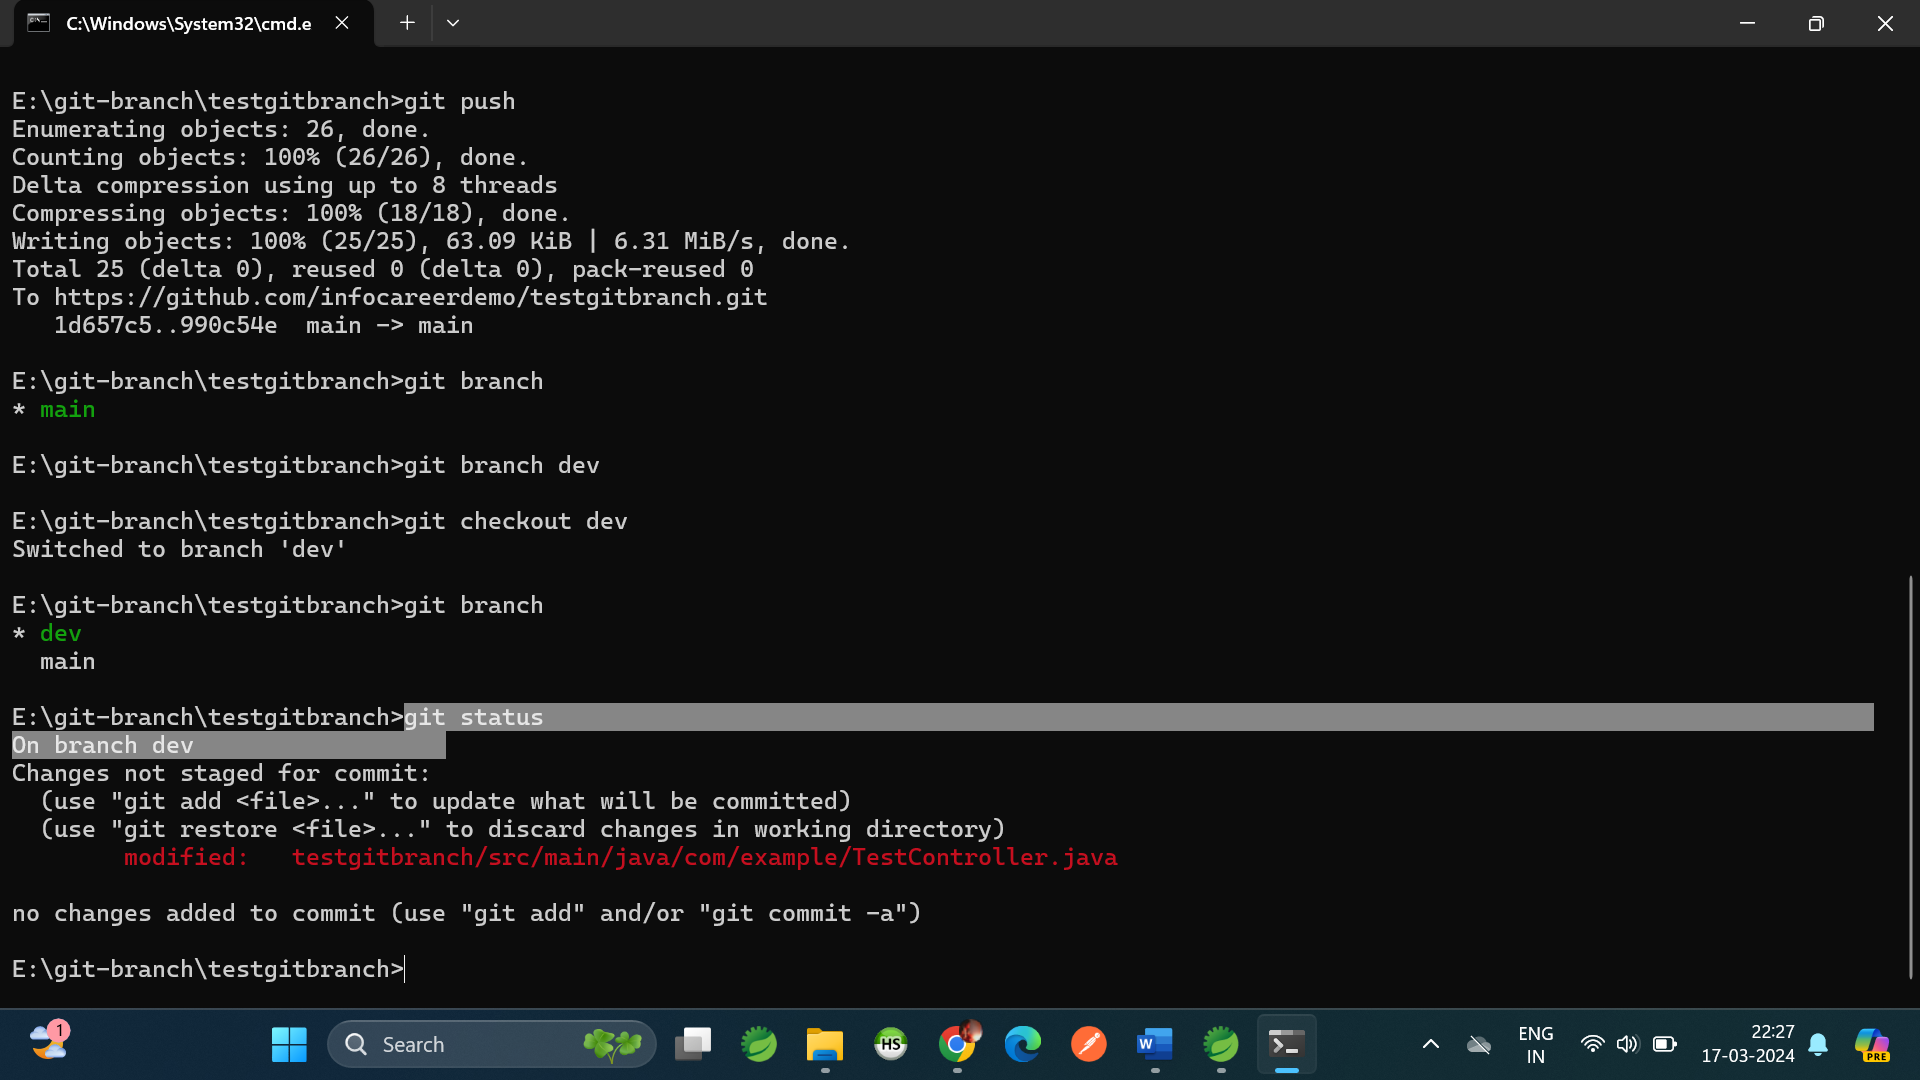 C:\Windows\System32\cmd.e
E:\git-branch\testgitbranch>git push
Enumerating objects: 26, done.
Counting objects: 100% (26/26), done.
Delta compression using up to 8 threads
Compressing objects: 100% (18/18), done.
Writing objects: 100% (25/25), 63.09 KiB | 6.31 MiB/s, done.
Total 25 (delta 0), reused 0 (delta 0), pack-reused 0
To https://github.com/infocareerdemo/testgitbranch.git
   1d657c5..990c54e  main -> main
E:\git-branch\testgitbranch>git branch
* main
E:\git-branch\testgitbranch>git branch dev
E:\git-branch\testgitbranch>git checkout dev
Switched to branch 'dev'
E:\git-branch\testgitbranch>git branch
* dev
  main
E:\git-branch\testgitbranch>git status
On branch dev
Changes not staged for commit:
  (use "git add <file>..." to update what will be committed)
  (use "git restore <file>..." to discard changes in working directory)
        modified:   testgitbranch/src/main/java/com/example/TestController.java
no changes added to commit (use "git add" and/or "git commit -a")
E:\git-branch\testgitbranch>
1
Search
HS
W
ENG
IN
22:27
17-03-2024
PRE